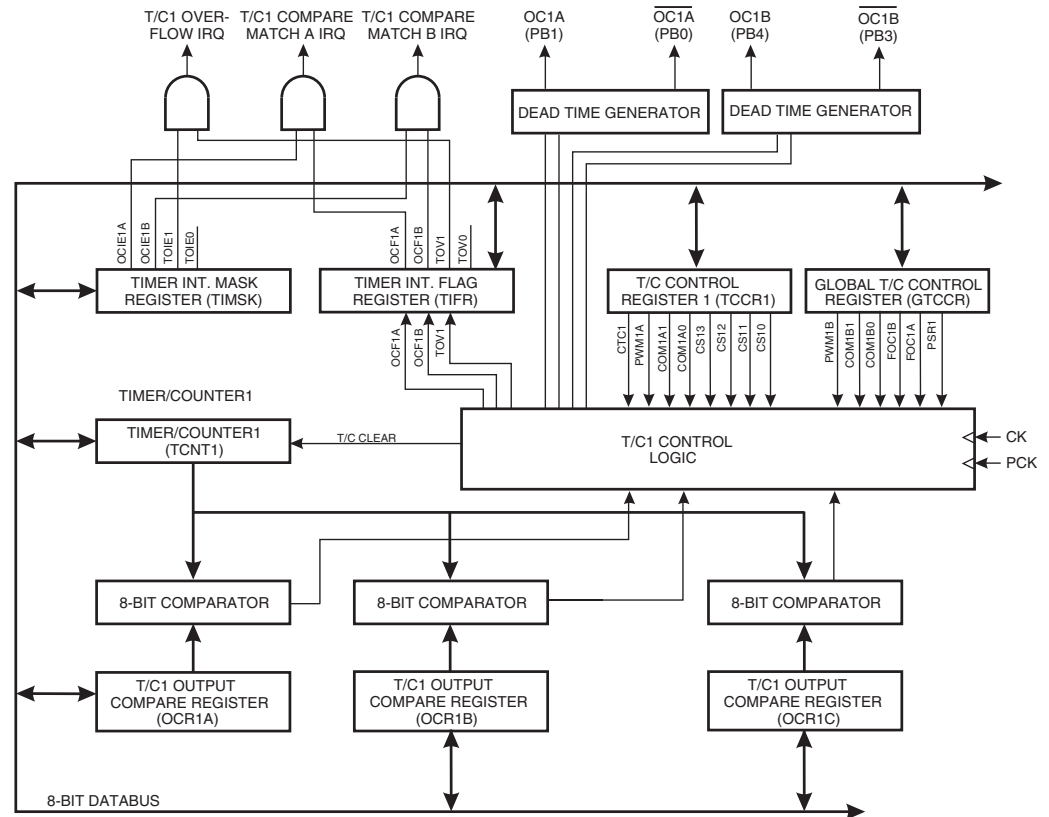 T/C1 OVER-
FLOW IRQ
T/C1 COMPARE
MATCH A IRQ
T/C1 COMPARE
MATCH B IRQ
OC1A
(PB1)
OC1A
(PB0)
OC1B
(PB4)
OC1B
(PB3)
DEAD TIME GENERATOR
DEAD TIME GENERATOR
OCIE1A
OCIE1B
TOIE1
TOIE0
OCF1A
OCF1B
TOV1
TOV0
TIMER INT. MASK
REGISTER (TIMSK)
TIMER INT. FLAG
REGISTER (TIFR)
T/C CONTROL
REGISTER 1 (TCCR1)
GLOBAL T/C CONTROL
REGISTER (GTCCR)
OCF1A
OCF1B
TOV1
CTC1
PWM1A
COM1A1
COM1A0
CS13
CS12
CS11
CS10
PWM1B
COM1B1
COM1B0
FOC1B
FOC1A
PSR1
TIMER/COUNTER1
TIMER/COUNTER1
(TCNT1)
T/C CLEAR
T/C1 CONTROL
LOGIC
CK
PCK
8-BIT COMPARATOR
8-BIT COMPARATOR
8-BIT COMPARATOR
T/C1 OUTPUT
COMPARE REGISTER
(OCR1A)
T/C1 OUTPUT
COMPARE REGISTER
(OCR1B)
T/C1 OUTPUT
COMPARE REGISTER
(OCR1C)
8-BIT DATABUS